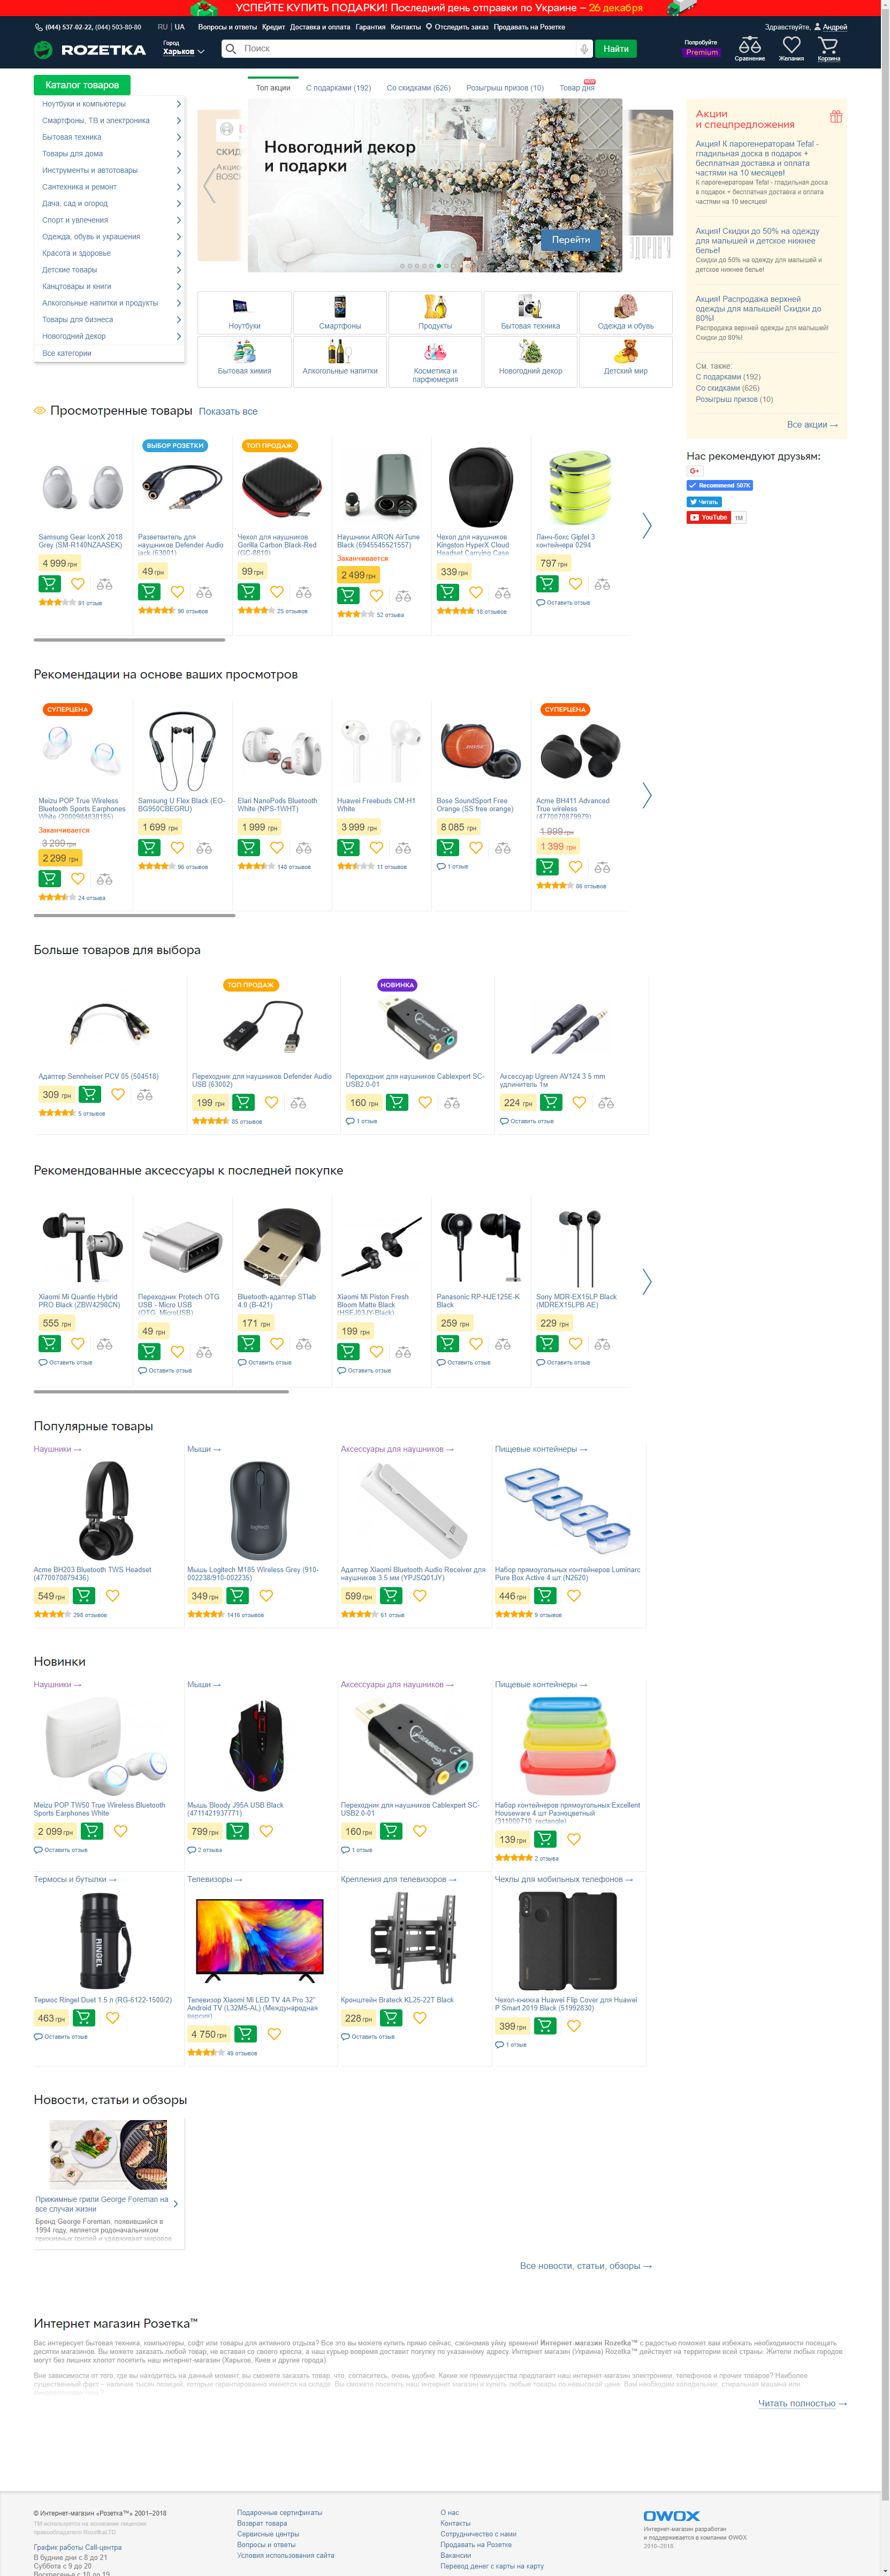 УСПЕЙТЕ КУПИТЬ ПОДАРКИ! Последний день отправки по Украине – 26 декабря
(044) 537-02-22, (044) 503-80-80
RU | UA
Вопросы и ответы Кредит Доставка и оплата Гарантия Контакты Отследить заказ Продавать на Розетке
Здравствуйте, Андрей
ROZETKA
Город
Харьков
Поиск
Найти
Попробуйте
Premium
Сравнение
Желания
Корзина
Каталог товаров
Ноутбуки и компьютеры
Смартфоны, ТВ и электроника
Бытовая техника
Товары для дома
Инструменты и автотовары
Сантехника и ремонт
Дача, сад и огород
Спорт и увлечения
Одежда, обувь и украшения
Красота и здоровье
Детские товары
Канцтовары и книги
Алкогольные напитки и продукты
Товары для бизнеса
Новогодний декор
Все категории
Топ акции
С подарками (192)
Со скидками (626)
Розыгрыш призов (10)
Товар дня
Новогодний декор
и подарки
Перейти
Ноутбуки
Смартфоны
Продукты
Бытовая техника
Одежда и обувь
Бытовая химия
Алкогольные напитки
Косметика и
парфюмерия
Новогодний декор
Детский мир
Акции
и спецпредложения
Акция! К парогенераторам Tefal -
гладильная доска в подарок +
бесплатная доставка и оплата
частями на 10 месяцев!
К парогенераторам Tefal - гладильная доска
в подарок + бесплатная доставка и оплата
частями на 10 месяцев!
Акция! Скидки до 50% на одежду
для малышей и детское нижнее
белье!
Скидки до 50% на одежду для малышей и
детское нижнее белье!
Акция! Распродажа верхней
одежды для малышей! Скидки до
80%!
Распродажа верхней одежды для малышей!
Скидки до 80%!
См. также:
С подарками (192)
Со скидками (626)
Розыгрыш призов (10)
Все акции →
Нас рекомендуют друзьям:
G+
Recommend 597K
Читать
YouTube 1M
Просмотренные товары Показать все
ВЫБОР РОЗЕТКИ
ТОП ПРОДАЖ
Samsung Gear IconX 2018
Grey (SM-R140NZAASEK)
4 999 грн
91 отзыв
Разветвитель для
наушников Defender Audio
jack (63001)
49 грн
90 отзывов
Чехол для наушников
Gorilla Carbon Black-Red
(GC-8810)
99 грн
25 отзывов
Наушники AIRON AirTune
Black (6945545521557)
Заканчивается
2 499 грн
52 отзыва
Чехол для наушников
Kingston HyperX Cloud
Headset Carrying Case
339 грн
18 отзывов
Ланч-бокс Gipfel 3
контейнера 0294
797 грн
Оставить отзыв
Рекомендации на основе ваших просмотров
СУПЕРЦЕНА
СУПЕРЦЕНА
Meizu POP True Wireless
Bluetooth Sports Earphones
White (2000984838185)
Заканчивается
3 299 грн
2 299 грн
24 отзыва
Samsung U Flex Black (EO-
BG950CBEGRU)
1 699 грн
96 отзывов
Elari NanoPods Bluetooth
White (NPS-1WHT)
1 999 грн
148 отзывов
Huawei Freebuds CM-H1
White
3 999 грн
11 отзывов
Bose SoundSport Free
Orange (SS free orange)
8 085 грн
1 отзыв
Acme BH411 Advanced
True wireless
(4770070879979)
1 999 грн
1 399 грн
86 отзывов
Больше товаров для выбора
ТОП ПРОДАЖ
НОВИНКА
Адаптер Sennheiser PCV 05 (504518)
309 грн
5 отзывов
Переходник для наушников Defender Audio
USB (63002)
199 грн
85 отзывов
Переходник для наушников Cablexpert SC-
USB2.0-01
160 грн
1 отзыв
Аксессуар Ugreen AV124 3.5 mm
удлинитель 1м
224 грн
Оставить отзыв
Рекомендованные аксессуары к последней покупке
Xiaomi Mi Quantie Hybrid
PRO Black (ZBW4298CN)
555 грн
Оставить отзыв
Переходник Protech OTG
USB - Micro USB
(OTG_MicroUSB)
49 грн
Оставить отзыв
Bluetooth-адаптер STlab
4.0 (B-421)
171 грн
Оставить отзыв
Xiaomi Mi Piston Fresh
Bloom Matte Black
(HSEJ03JY-Black)
199 грн
Оставить отзыв
Panasonic RP-HJE125E-K
Black
259 грн
Оставить отзыв
Sony MDR-EX15LP Black
(MDREX15LPB.AE)
229 грн
Оставить отзыв
Популярные товары
Наушники →
Acme BH203 Bluetooth TWS Headset
(4770070879436)
549 грн
298 отзывов
Мыши →
Мышь Logitech M185 Wireless Grey (910-
002238/910-002235)
349 грн
1416 отзывов
Аксессуары для наушников →
Адаптер Xiaomi Bluetooth Audio Receiver для
наушников 3.5 мм (YPJSQ01JY)
599 грн
61 отзыв
Пищевые контейнеры →
Набор прямоугольных контейнеров Luminarc
Pure Box Active 4 шт (N2620)
446 грн
9 отзывов
Новинки
Наушники →
Meizu POP TW50 True Wireless Bluetooth
Sports Earphones White
2 099 грн
Оставить отзыв
Мыши →
Мышь Bloody J95A USB Black
(4711421937771)
799 грн
2 отзыва
Аксессуары для наушников →
Переходник для наушников Cablexpert SC-
USB2.0-01
160 грн
1 отзыв
Пищевые контейнеры →
Набор контейнеров прямоугольных Excellent
Houseware 4 шт Разноцветный
(311000710_rectangle)
139 грн
2 отзыва
Термосы и бутылки →
RINGEL
Термос Ringel Duet 1.5 л (RG-6122-1500/2)
463 грн
Оставить отзыв
Телевизоры →
Телевизор Xiaomi Mi LED TV 4A Pro 32"
Android TV (L32M5-AL) (Международная
версия)
4 750 грн
49 отзывов
Крепления для телевизоров →
Кронштейн Brateck KL25-22T Black
228 грн
Оставить отзыв
Чехлы для мобильных телефонов →
Чехол-книжка Huawei Flip Cover для Huawei
P Smart 2019 Black (51992830)
399 грн
1 отзыв
Новости, статьи и обзоры
Прижимные грили George Foreman на
все случаи жизни
Бренд George Foreman, появившийся в
1994 году, является родоначальником
прижимных грилей и удерживает мировое
Все новости, статьи, обзоры →
Интернет магазин Розетка™
Вас интересует бытовая техника, компьютеры, софт или товары для активного отдыха? Все это вы можете купить прямо сейчас, сэкономив уйму времени! Интернет-магазин Rozetka™ с радостью поможет вам избежать необходимости посещать
десятки магазинов. Вы можете заказать любой товар, не вставая со своего кресла, а наш курьер вовремя доставит покупку по указанному адресу. Интернет магазин (Украина) Rozetka™ действует на территории всей страны. Жители любых городов
могут без лишних хлопот посетить наш интернет-магазин (Харьков, Киев и другие города).
Вне зависимости от того, где вы находитесь на данный момент, вы сможете заказать товар, что, согласитесь, очень удобно. Какие же преимущества предлагает наш интернет-магазин электроники, телефонов и прочих товаров? Наиболее
существенный факт – наличие тысяч позиций, которые гарантированно имеются на складе. Вы сможете посетить наш интернет магазин и купить любые товары по невысокой цене. Вам необходим холодильник, стиральная машина или
Читать полностью →
© Интернет-магазин «Розетка™» 2001–2018
ТМ используется на основании лицензии
правообладателя RozetkaLTD
График работы Call-центра
В будние дни с 8 до 21
Суббота с 9 до 20
Воскресенье с 10 до 19
Подарочные сертификаты
Возврат товара
Сервисные центры
Вопросы и ответы
Условия использования сайта
О нас
Контакты
Сотрудничество с нами
Продавать на Розетке
Вакансии
Перевод денег с карты на карту
OWOX
Интернет-магазин разработан
и поддерживается в компании OWOX
2010–2018